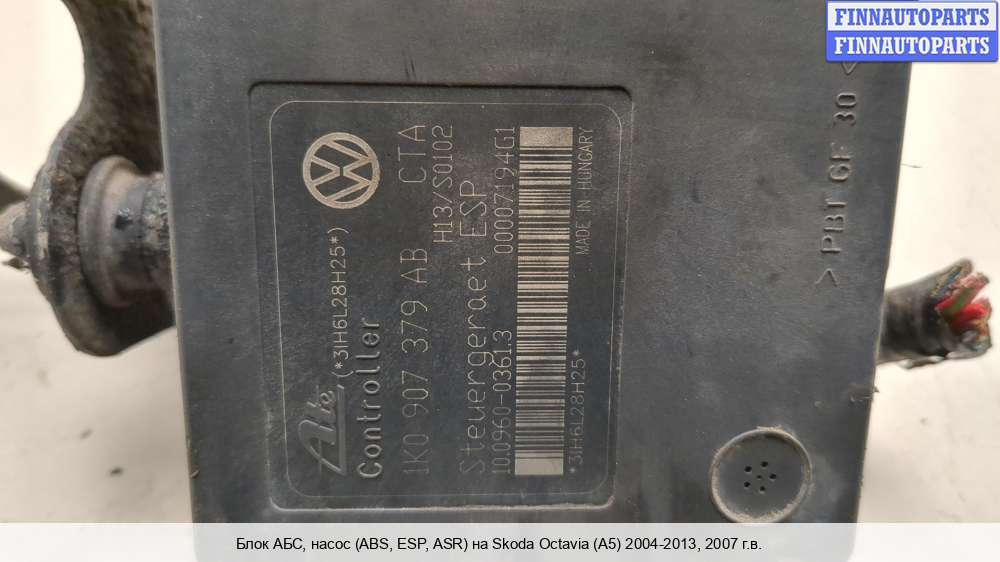 FINNAUTOPARTS
FINNAUTOPARTS
Ate
(*3IH6L28H25*)
Controller
1K0 907 379 AB CTA
H13/S0102
Steuergeraet ESP
10.0960-0361.3 00007194G1
*3IH6L28H25*
MADE IN HUNGARY
> PBT GF 30 <
Блок АБС, насос (ABS, ESP, ASR) на Skoda Octavia (A5) 2004-2013, 2007 г.в.